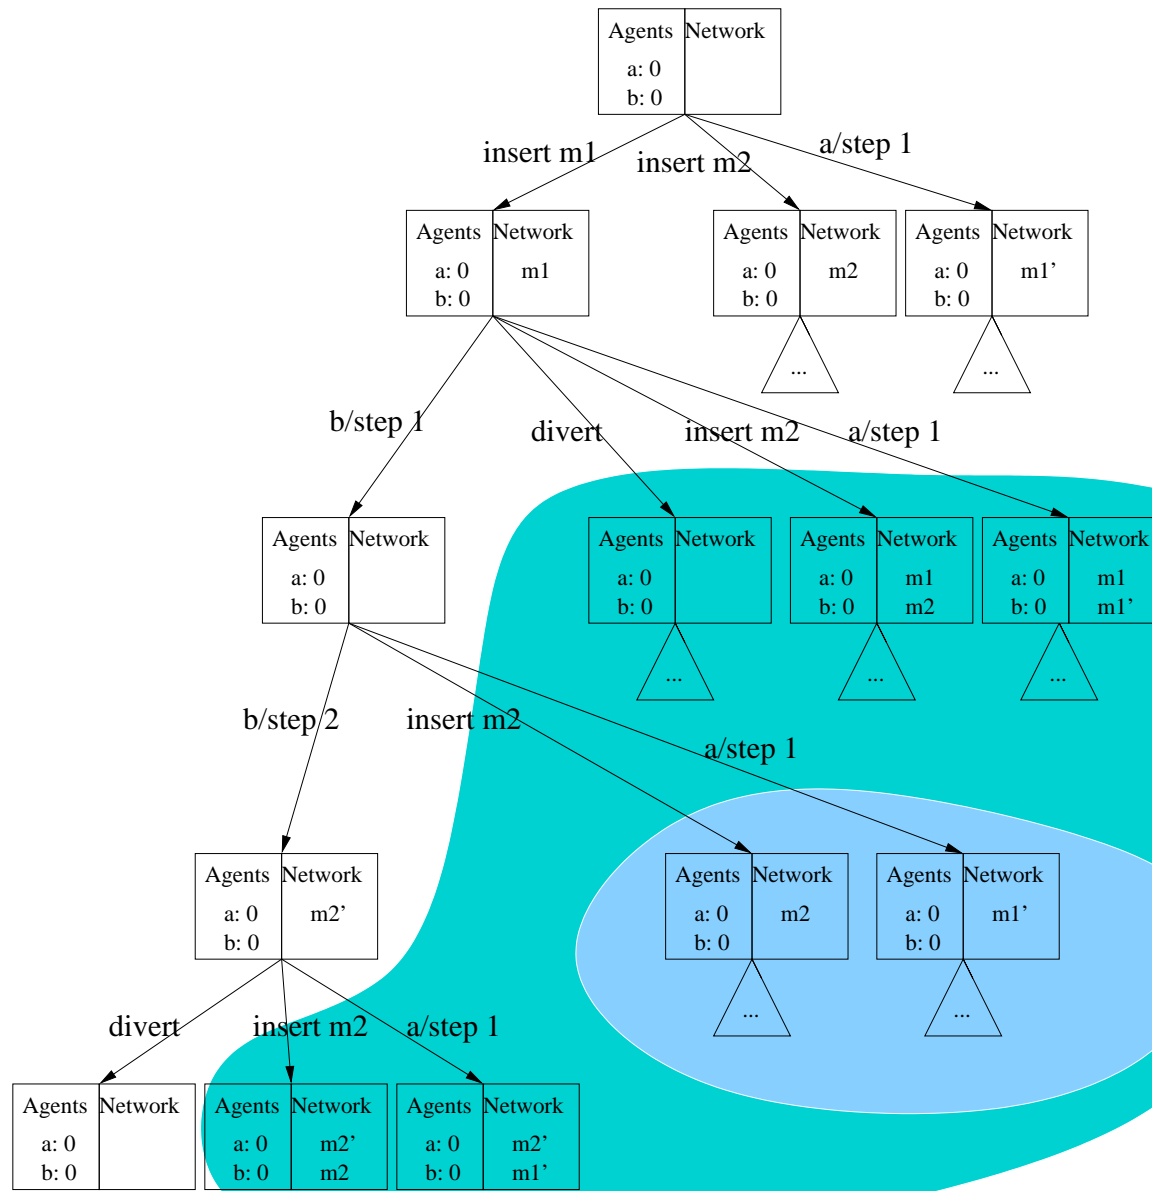 Agents Network
a: 0
b: 0
insert m1
insert m2
a/step 1
Agents Network
a: 0 m1
b: 0
Agents Network
a: 0 m2
b: 0
...
Agents Network
a: 0 m1’
b: 0
...
b/step 1
divert
insert m2
a/step 1
Agents Network
a: 0
b: 0
Agents Network
a: 0
b: 0
...
Agents Network
a: 0 m1
b: 0 m2
...
Agents Network
a: 0 m1
b: 0 m1’
...
b/step 2
insert m2
a/step 1
Agents Network
a: 0 m2’
b: 0
Agents Network
a: 0 m2
b: 0
...
Agents Network
a: 0 m1’
b: 0
...
divert
insert m2
a/step 1
Agents Network
a: 0
b: 0
Agents Network
a: 0 m2’
b: 0 m2
Agents Network
a: 0 m2’
b: 0 m1’